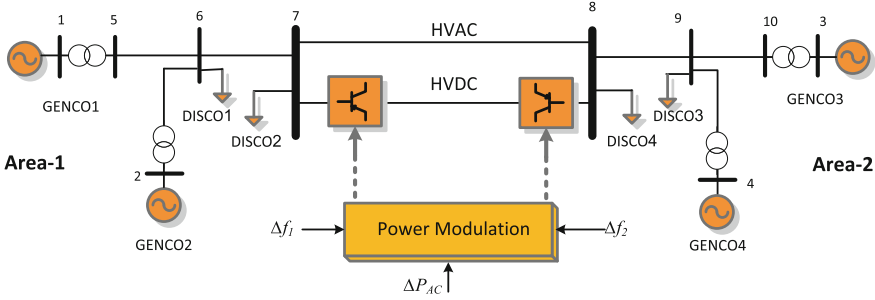 1
5
6
7
HVAC
8
9
10
3
HVDC
GENCO1
DISCO1
DISCO2
DISCO4
DISCO3
GENCO3
Area-1
Area-2
2
4
GENCO2
GENCO4
Δf1
Power Modulation
Δf2
ΔPAC